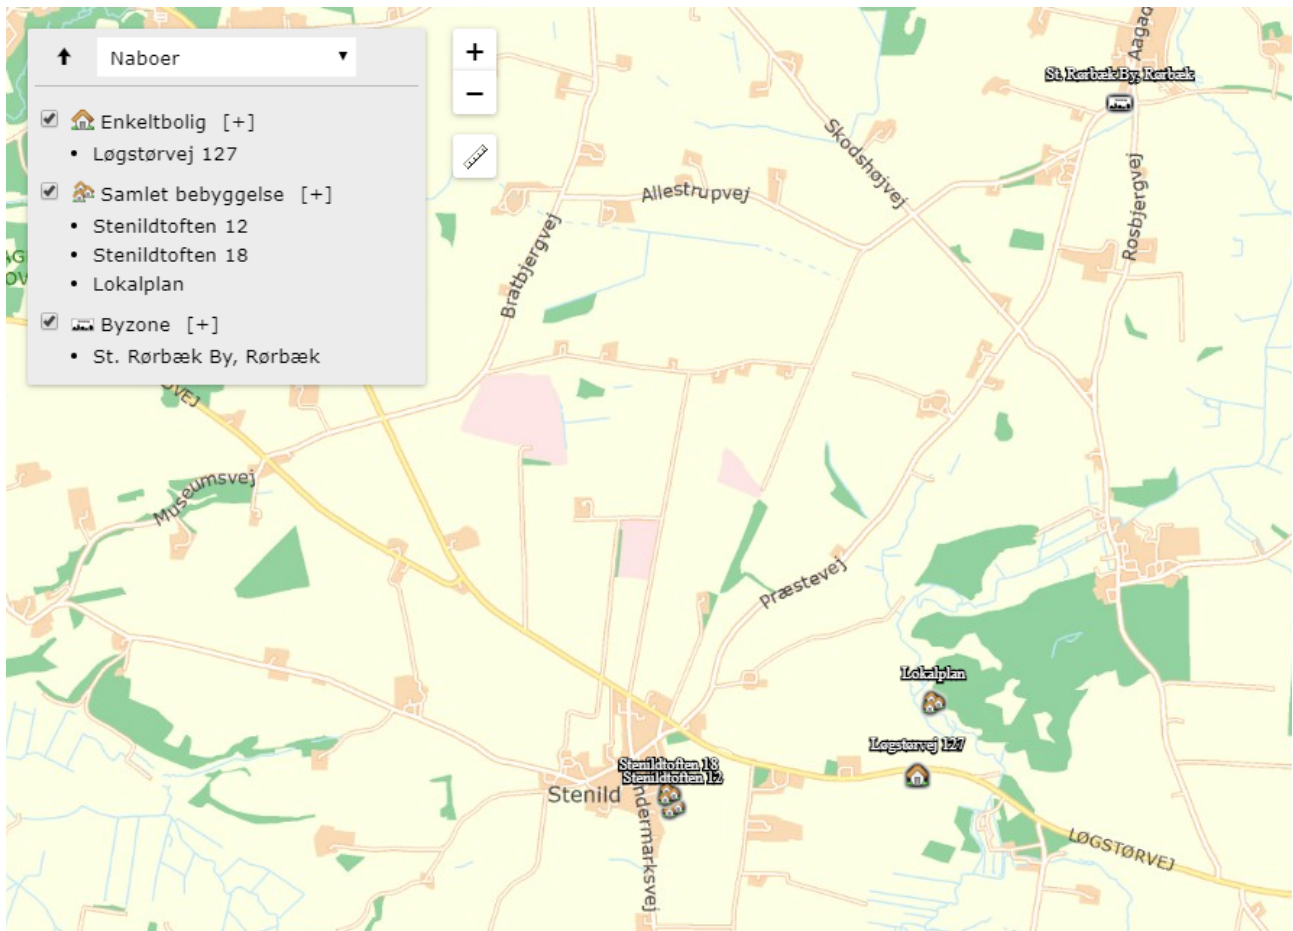 Naboer
Enkeltbolig [+]
• Løgstørvej 127
Samlet bebyggelse [+]
• Stenildtoften 12
• Stenildtoften 18
• Lokalplan
Byzone [+]
• St. Rørbæk By, Rørbæk
+
−
St. Rørbæk By, Rørbæk
Skodshøjvej
Allestrupvej
Rosbjergvej
Bratbjergvej
Museumsvej
Præstevej
Lokalplan
Løgstørvej 127
Stenildtoften 18
Stenildtoften 12
Stenild
ndermarksvej
LØGSTØRVEJ